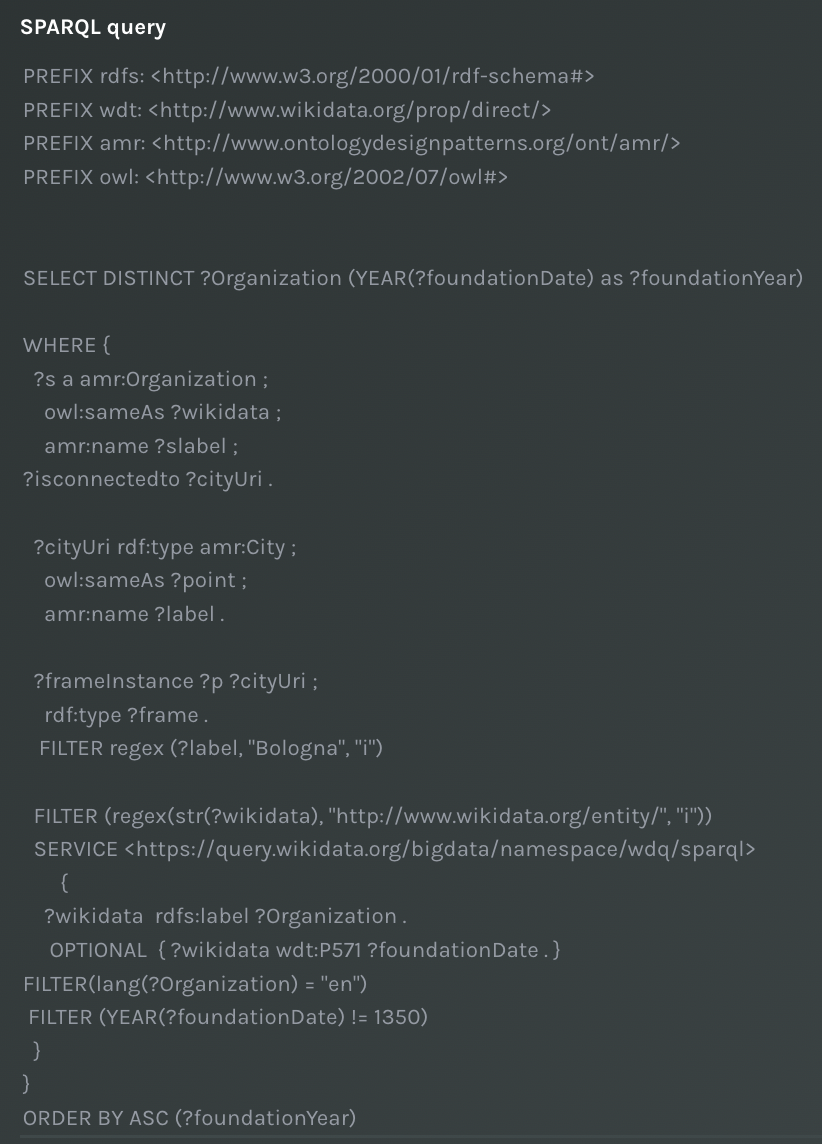 SPARQL query
PREFIX rdfs: <http://www.w3.org/2000/01/rdf-schema#>
PREFIX wdt: <http://www.wikidata.org/prop/direct/>
PREFIX amr: <http://www.ontologydesignpatterns.org/ont/amr/>
PREFIX owl: <http://www.w3.org/2002/07/owl#>
SELECT DISTINCT ?Organization (YEAR(?foundationDate) as ?foundationYear)
WHERE {
?s a amr:Organization ;
owl:sameAs ?wikidata ;
amr:name ?slabel ;
?isconnectedto ?cityUri .
?cityUri rdf:type amr:City ;
owl:sameAs ?point ;
amr:name ?label .
?frameInstance ?p ?cityUri ;
rdf:type ?frame .
FILTER regex (?label, "Bologna", "i")
FILTER (regex(str(?wikidata), "http://www.wikidata.org/entity/", "i"))
SERVICE <https://query.wikidata.org/bigdata/namespace/wdq/sparql>
{
?wikidata  rdfs:label ?Organization .
OPTIONAL  { ?wikidata wdt:P571 ?foundationDate . }
FILTER(lang(?Organization) = "en")
FILTER (YEAR(?foundationDate) != 1350)
}
}
ORDER BY ASC (?foundationYear)